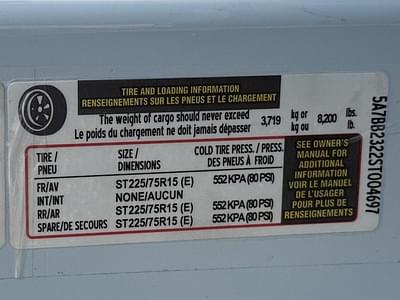 TIRE AND LOADING INFORMATION
RENSEIGNEMENTS SUR LES PNEUS ET LE CHARGEMENT
The weight of cargo should never exceed 3,719 kg or 8,200 lbs.
Le poids du chargement ne doit jamais dépasser kg ou lb.
TIRE / SIZE / COLD TIRE PRESS. / PRESS.
PNEU DIMENSIONS DES PNEUS À FROID
FR/AV ST225/75R15 (E) 552 KPA (80 PSI)
INT/INT NONE/AUCUN
RR/AR ST225/75R15 (E) 552 KPA (80 PSI)
SPARE/DE SECOURS ST225/75R15 (E) 552 KPA (80 PSI)
SEE OWNER'S
MANUAL FOR
ADDITIONAL
INFORMATION
VOIR LE MANUEL
DE L'USAGER
POUR PLUS DE
RENSEIGNEMENTS